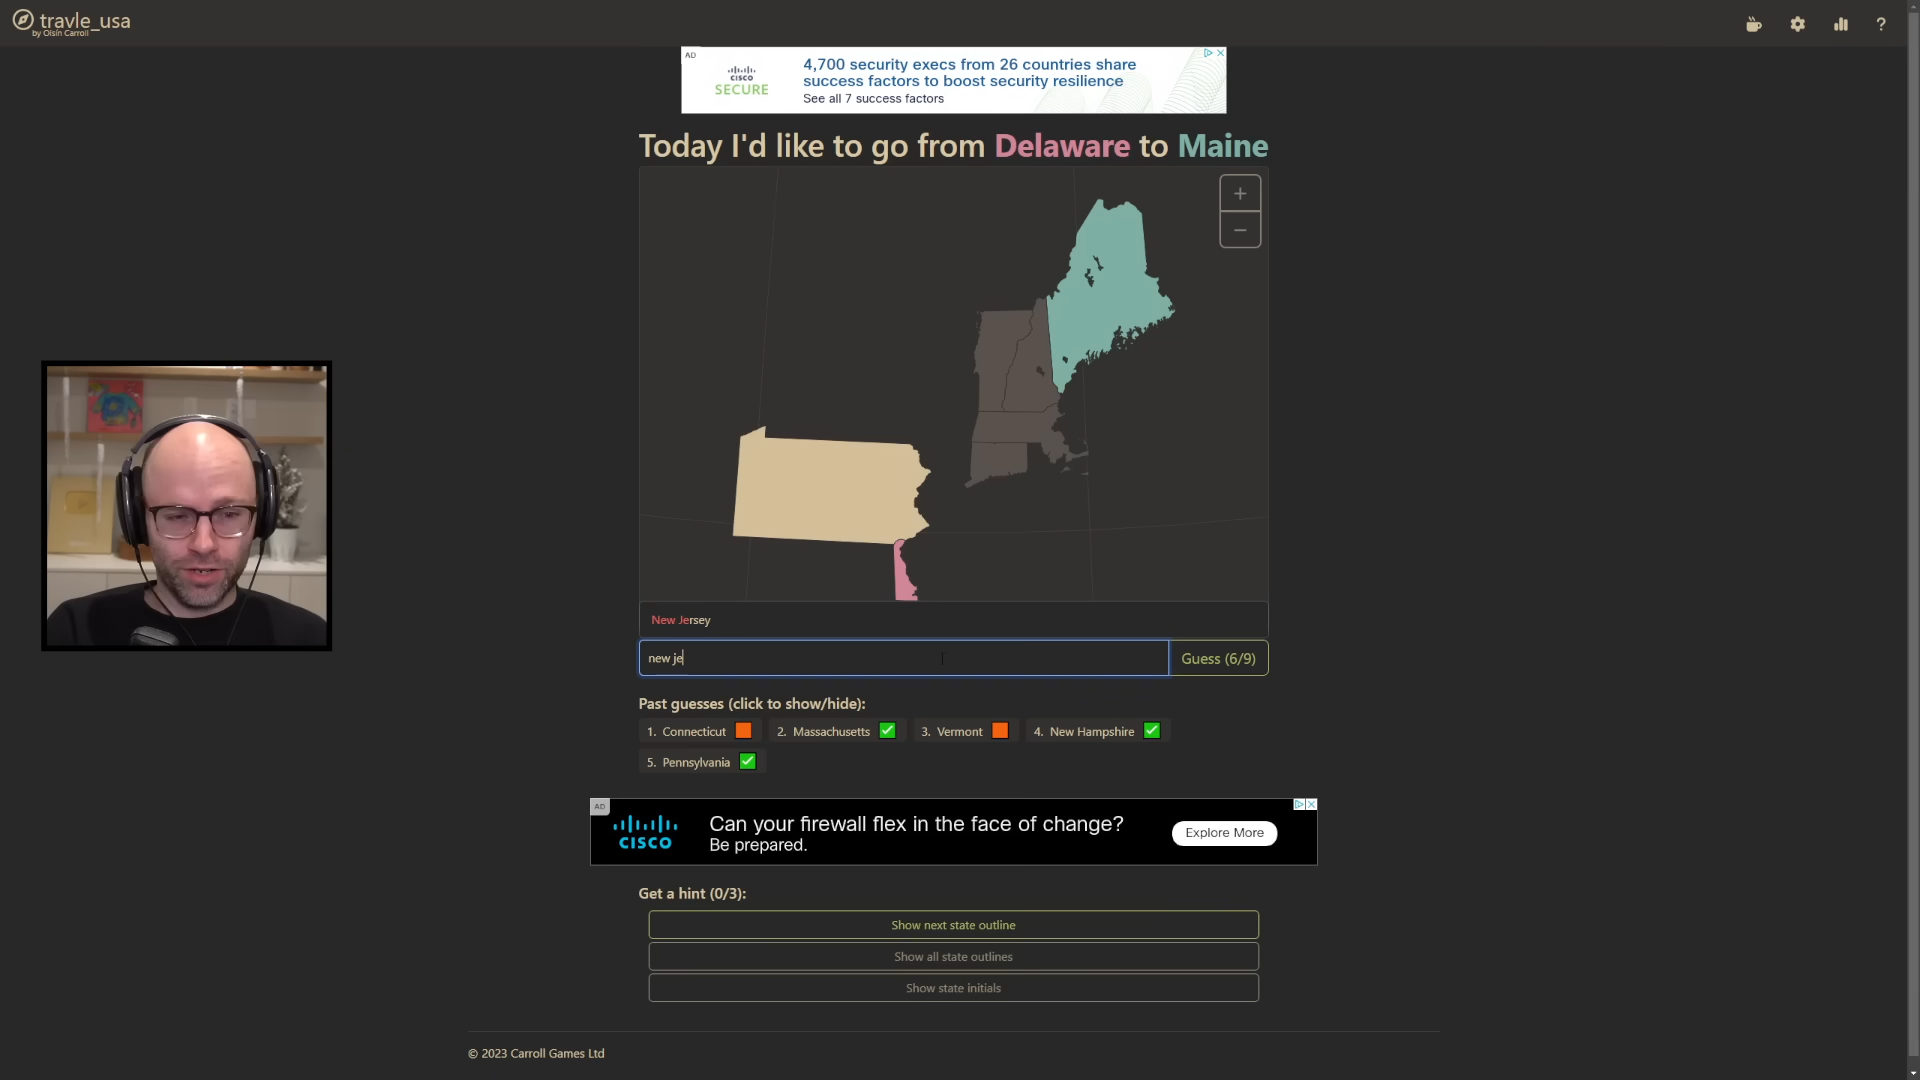 travle_usa
by Oisín Carroll
AD
CISCO
SECURE
4,700 security execs from 26 countries share
success factors to boost security resilience
See all 7 success factors
Today I'd like to go from Delaware to Maine
+
−
New Jersey
new je
Guess (6/9)
Past guesses (click to show/hide):
1. Connecticut
2. Massachusetts
3. Vermont
4. New Hampshire
5. Pennsylvania
AD
CISCO
Can your firewall flex in the face of change?
Be prepared.
Explore More
Get a hint (0/3):
Show next state outline
Show all state outlines
Show state initials
© 2023 Carroll Games Ltd